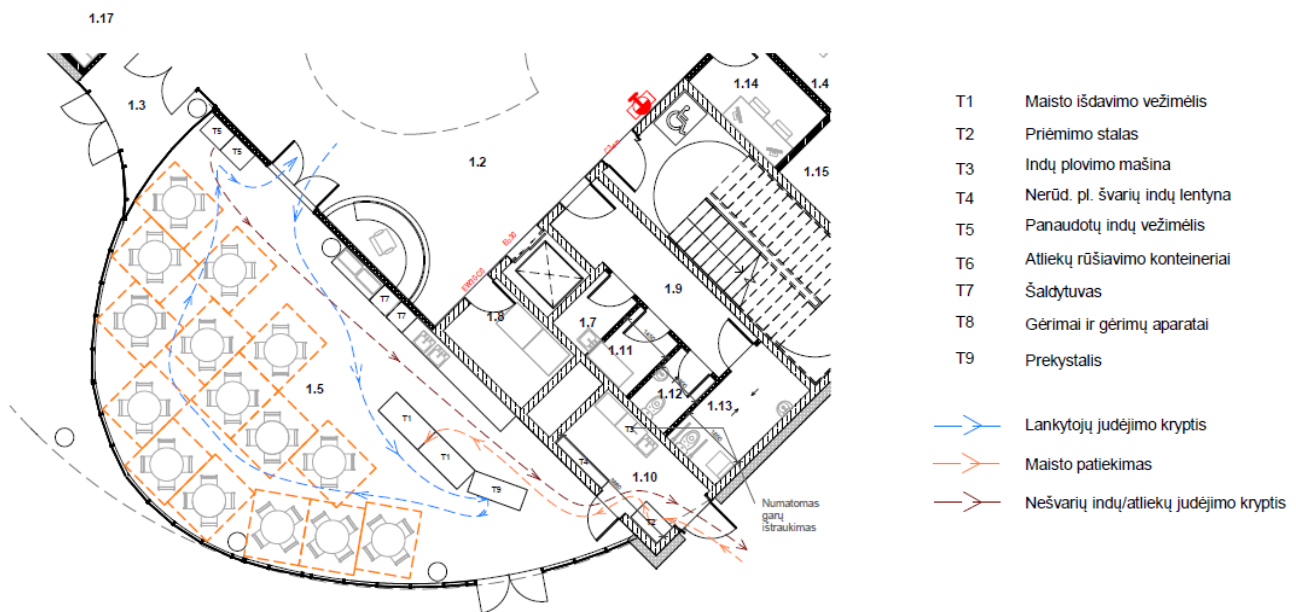 1.17
1.3
T5
T5
1.2
1.14
1.4
1.15
EI₂30
EW20-C0
1.9
T7
T7
1.8
1.7
1.11
1.12
1.13
1.5
T1
T1
T9
T3
T4
1.10
T2
Numatomas
garų
ištraukimas
T1 Maisto išdavimo vežimėlis
T2 Priėmimo stalas
T3 Indų plovimo mašina
T4 Nerūd. pl. švarių indų lentyna
T5 Panaudotų indų vežimėlis
T6 Atliekų rūšiavimo konteineriai
T7 Šaldytuvas
T8 Gėrimai ir gėrimų aparatai
T9 Prekystalis
Lankytojų judėjimo kryptis
Maisto patiekimas
Nešvarių indų/atliekų judėjimo kryptis